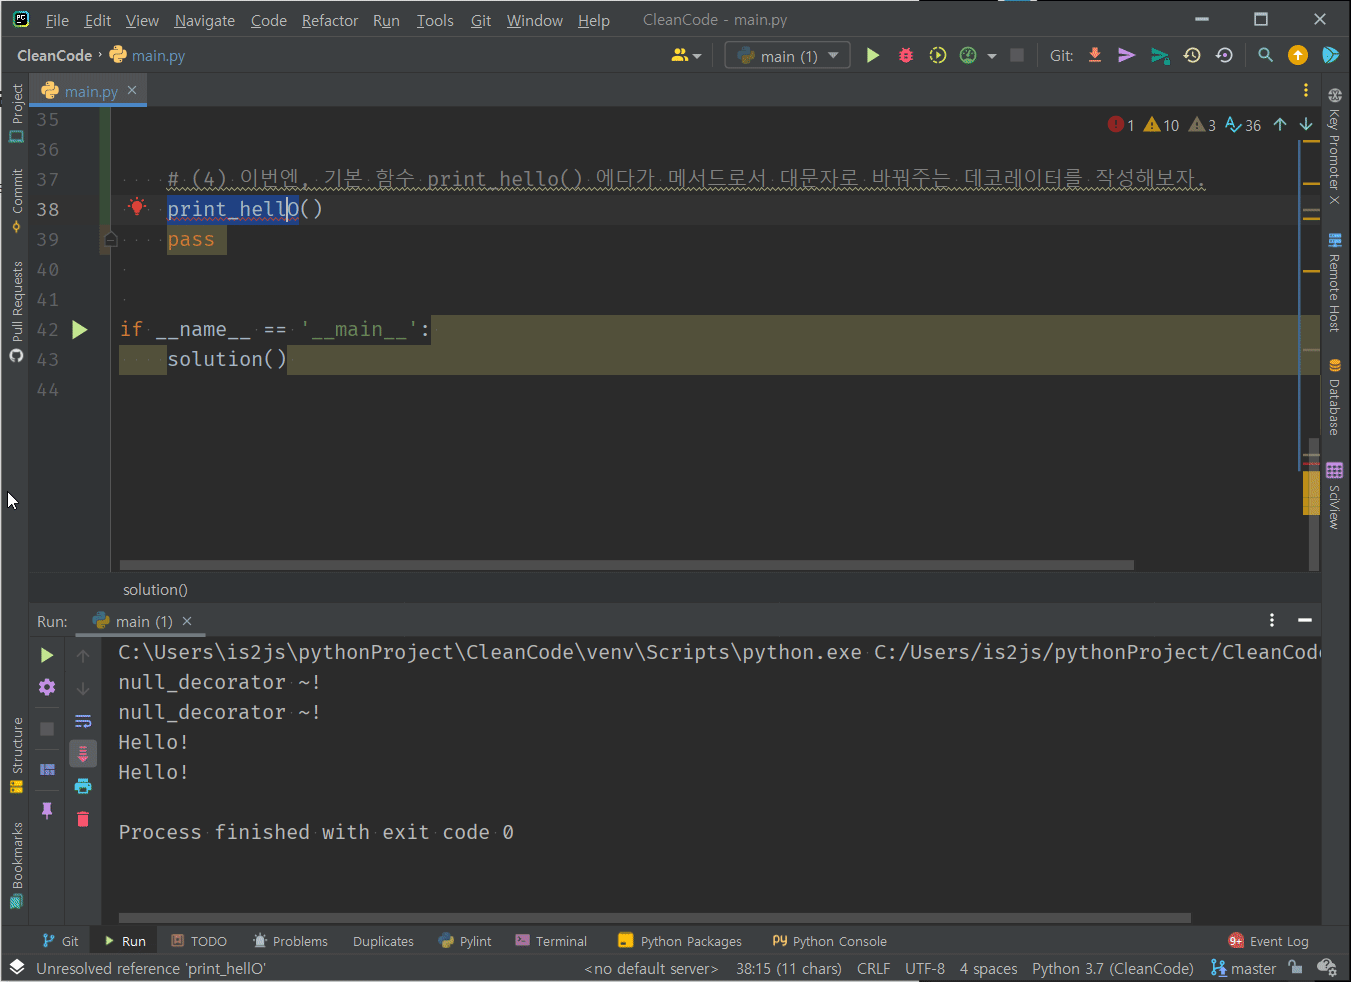 File Edit View Navigate Code Refactor Run Tools Git Window Help CleanCode - main.py
CleanCode › main.py main (1) Git:
main.py
Project
Commit
Pull Requests
Structure
Bookmarks
Key Promoter X
Remote Host
Database
SciView
1 10 3 36
35
36
37 # (4) 이번엔, 기본 함수 print_hello() 에다가 메서드로서 대문자로 바꿔주는 데코레이터를 작성해보자.
38 print_hellO()
39 pass
40
41
42 if __name__ == '__main__':
43 solution()
44
solution()
Run: main (1)
C:\Users\is2js\pythonProject\CleanCode\venv\Scripts\python.exe C:/Users/is2js/pythonProject/CleanCode
null_decorator ~!
null_decorator ~!
Hello!
Hello!
Process finished with exit code 0
Git Run TODO Problems Duplicates Pylint Terminal Python Packages Python Console 9+ Event Log
Unresolved reference 'print_hellO' <no default server> 38:15 (11 chars) CRLF UTF-8 4 spaces Python 3.7 (CleanCode) master